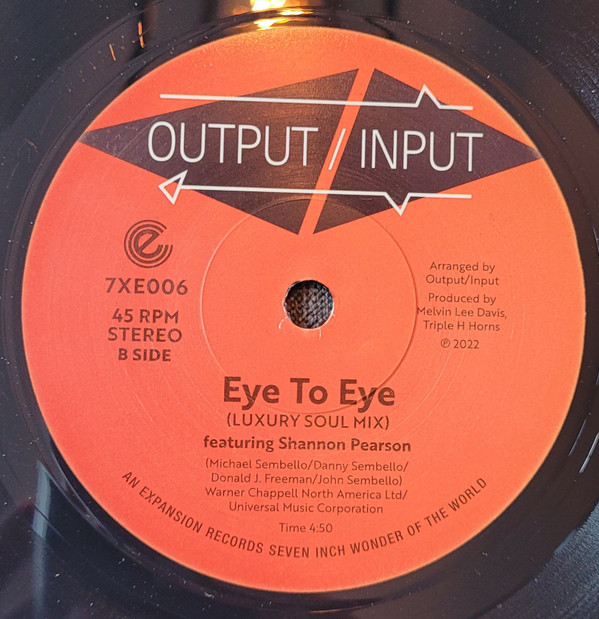 OUTPUT / INPUT
7XE006
45 RPM
STEREO
B SIDE
Arranged by
Output/Input
Produced by
Melvin Lee Davis,
Triple H Horns
℗ 2022
Eye To Eye
(LUXURY SOUL MIX)
featuring Shannon Pearson
(Michael Sembello/Danny Sembello/
Donald J. Freeman/John Sembello)
Warner Chappell North America Ltd/
Universal Music Corporation
Time 4:50
AN EXPANSION RECORDS SEVEN INCH WONDER OF THE WORLD